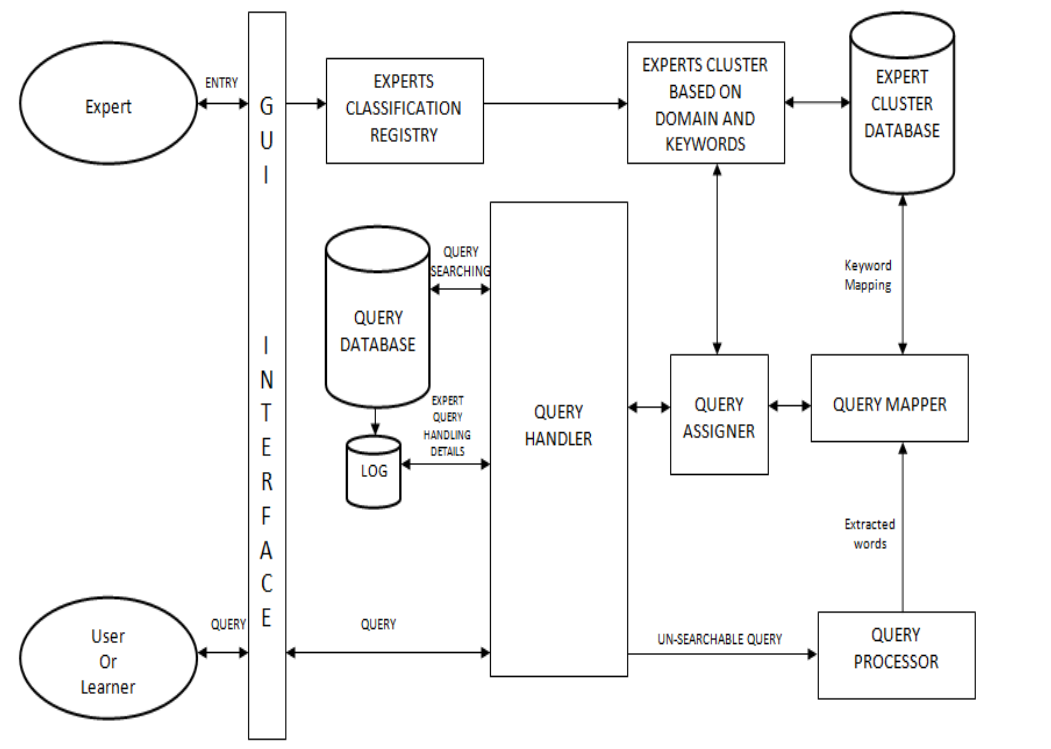 Expert
ENTRY
G
U
I
I
N
T
E
R
F
A
C
E
EXPERTS
CLASSIFICATION
REGISTRY
EXPERTS CLUSTER
BASED ON
DOMAIN AND
KEYWORDS
EXPERT
CLUSTER
DATABASE
QUERY
SEARCHING
QUERY
DATABASE
EXPERT
QUERY
HANDLING
DETAILS
LOG
QUERY
HANDLER
QUERY
ASSIGNER
Keyword
Mapping
QUERY MAPPER
Extracted
words
User
Or
Learner
QUERY
QUERY
UN-SEARCHABLE QUERY
QUERY
PROCESSOR